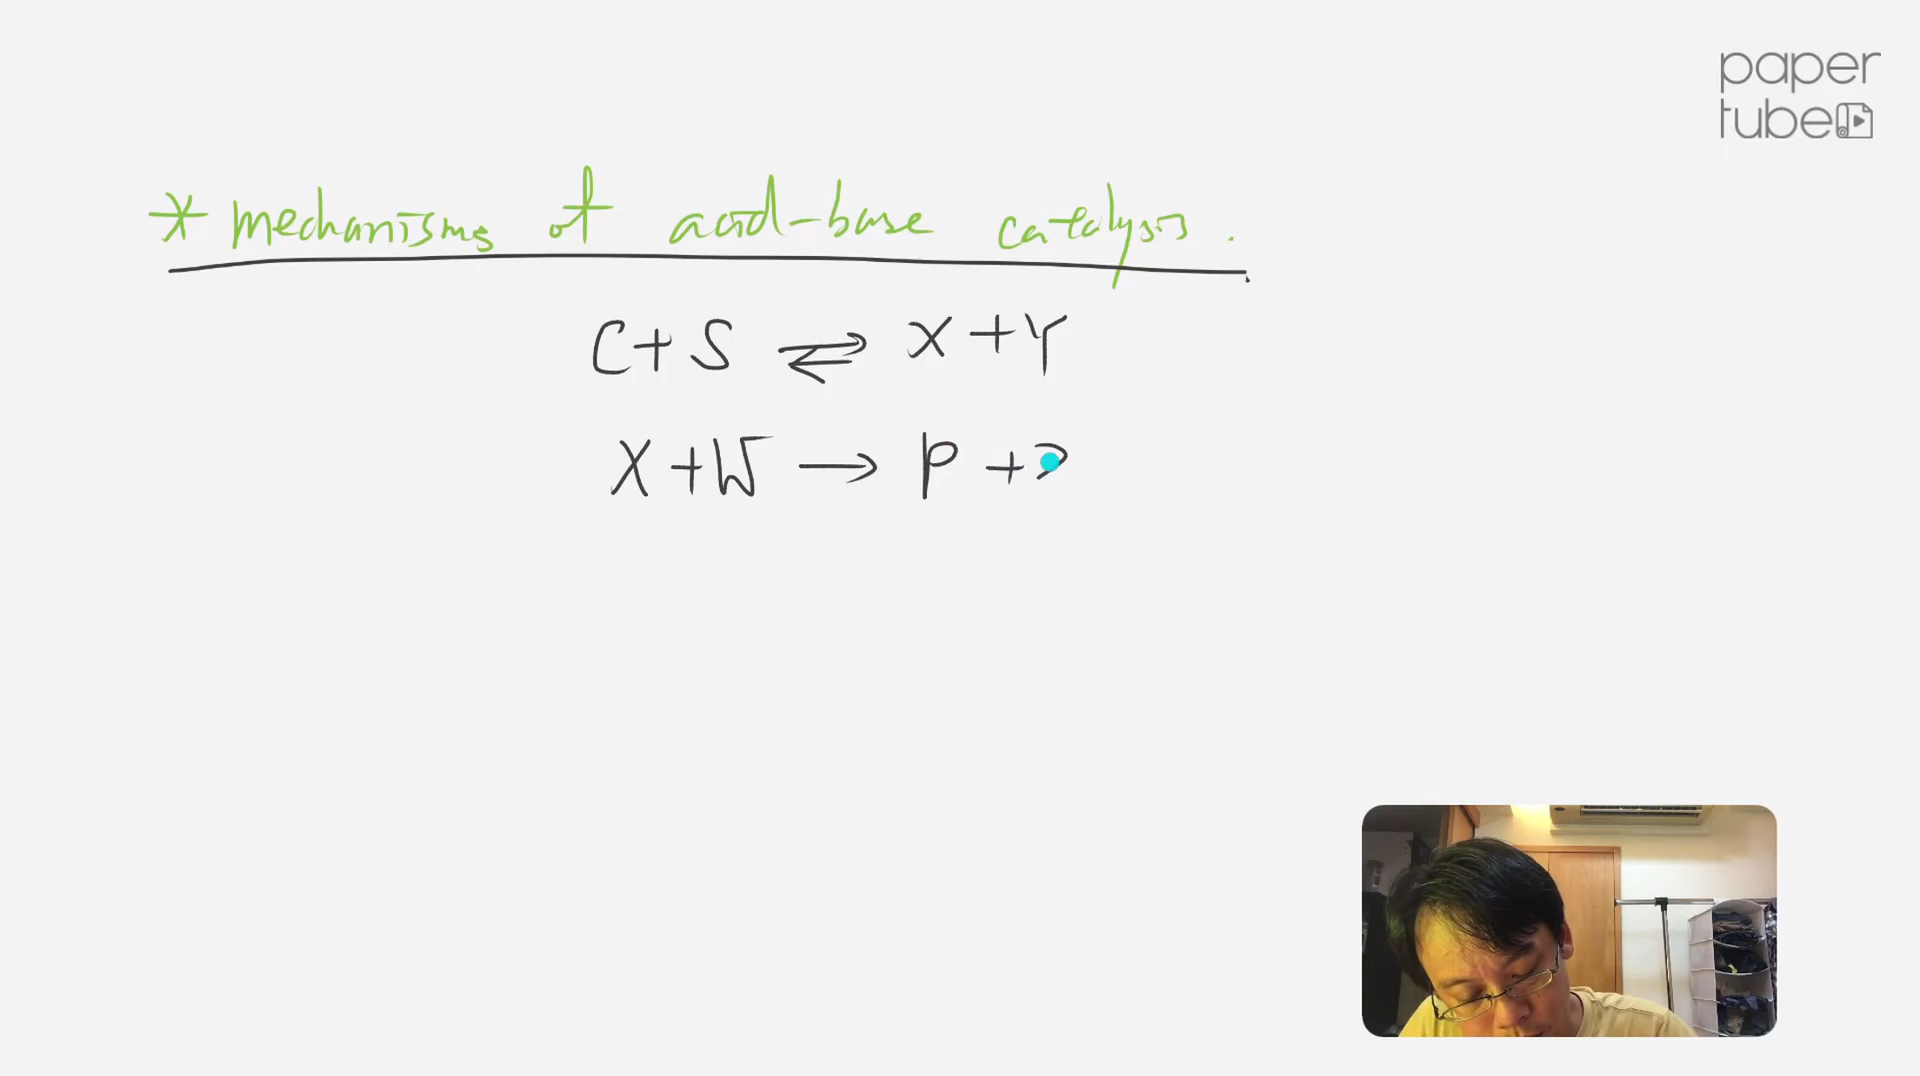 paper
tube
* mechanisms of acid-base catalysis.
C+S ⇌ X+Y
X+W → P +